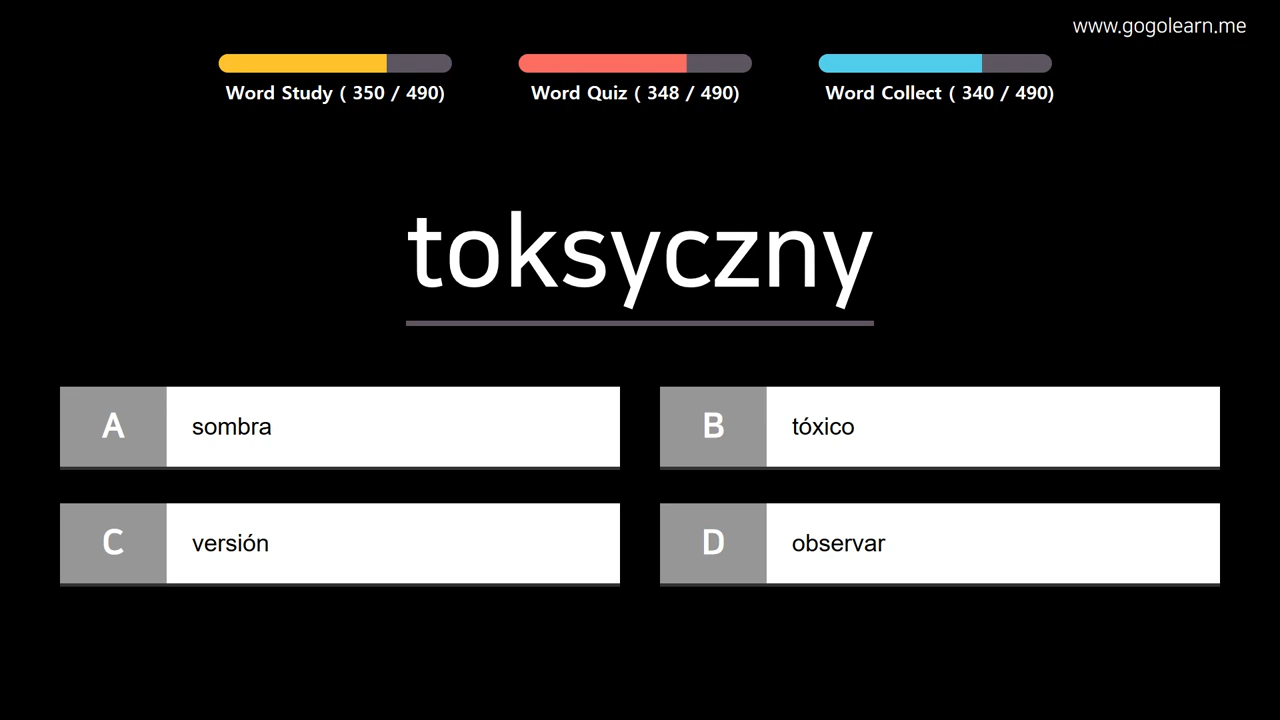 www.gogolearn.me
Word Study ( 350 / 490)
Word Quiz ( 348 / 490)
Word Collect ( 340 / 490)
toksyczny
A sombra
B tóxico
C versión
D observar